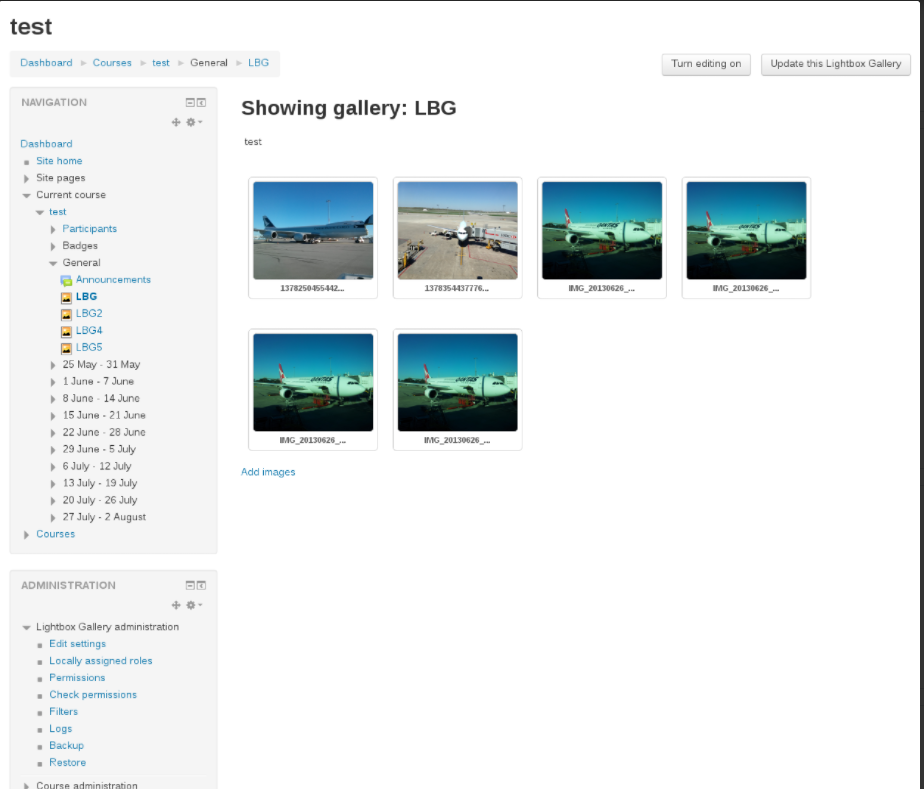 test
Dashboard Courses test General LBG
Turn editing on
Update this Lightbox Gallery
NAVIGATION
Dashboard
Site home
Site pages
Current course
test
Participants
Badges
General
Announcements
LBG
LBG2
LBG4
LBG5
25 May - 31 May
1 June - 7 June
8 June - 14 June
15 June - 21 June
22 June - 28 June
29 June - 5 July
6 July - 12 July
13 July - 19 July
20 July - 26 July
27 July - 2 August
Courses
ADMINISTRATION
Lightbox Gallery administration
Edit settings
Locally assigned roles
Permissions
Check permissions
Filters
Logs
Backup
Restore
Course administration
Showing gallery: LBG
test
QANTAS
QANTAS
1378250455442...
1378354437776...
IMG_20130626_...
IMG_20130626_...
QANTAS
QANTAS
IMG_20130626_...
IMG_20130626_...
Add images